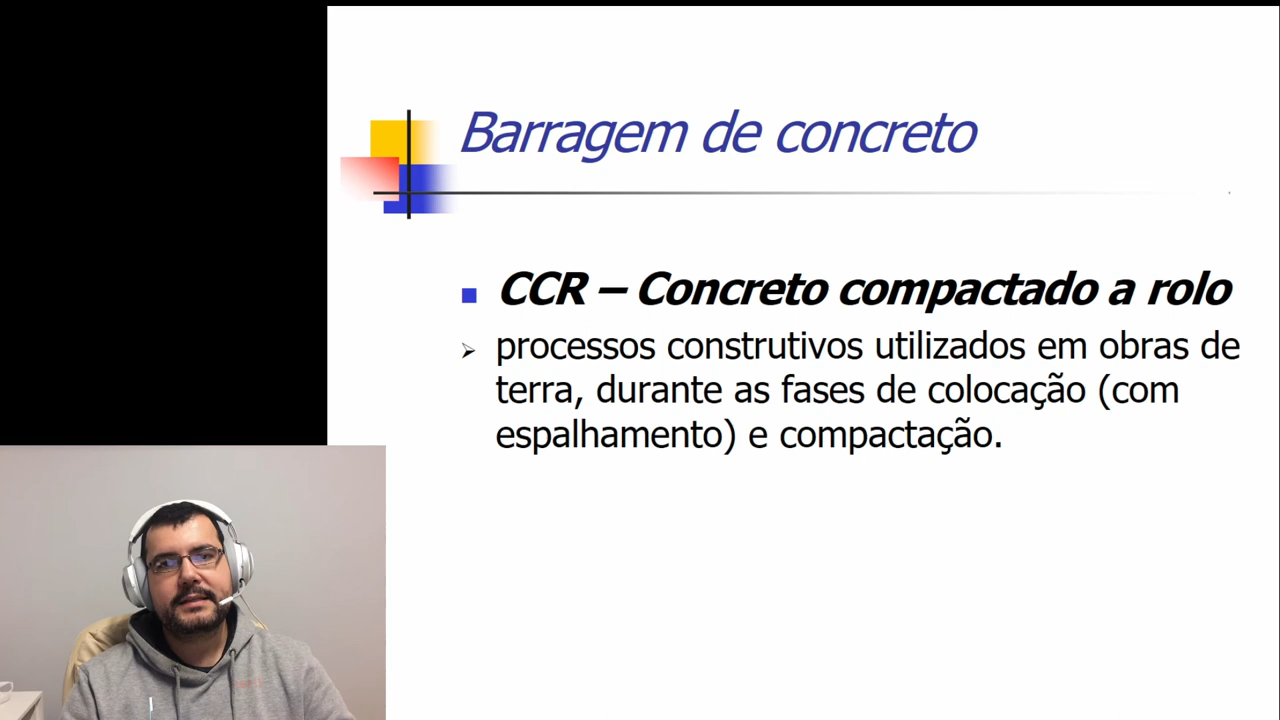 Barragem de concreto
CCR – Concreto compactado a rolo
processos construtivos utilizados em obras de
terra, durante as fases de colocação (com
espalhamento) e compactação.